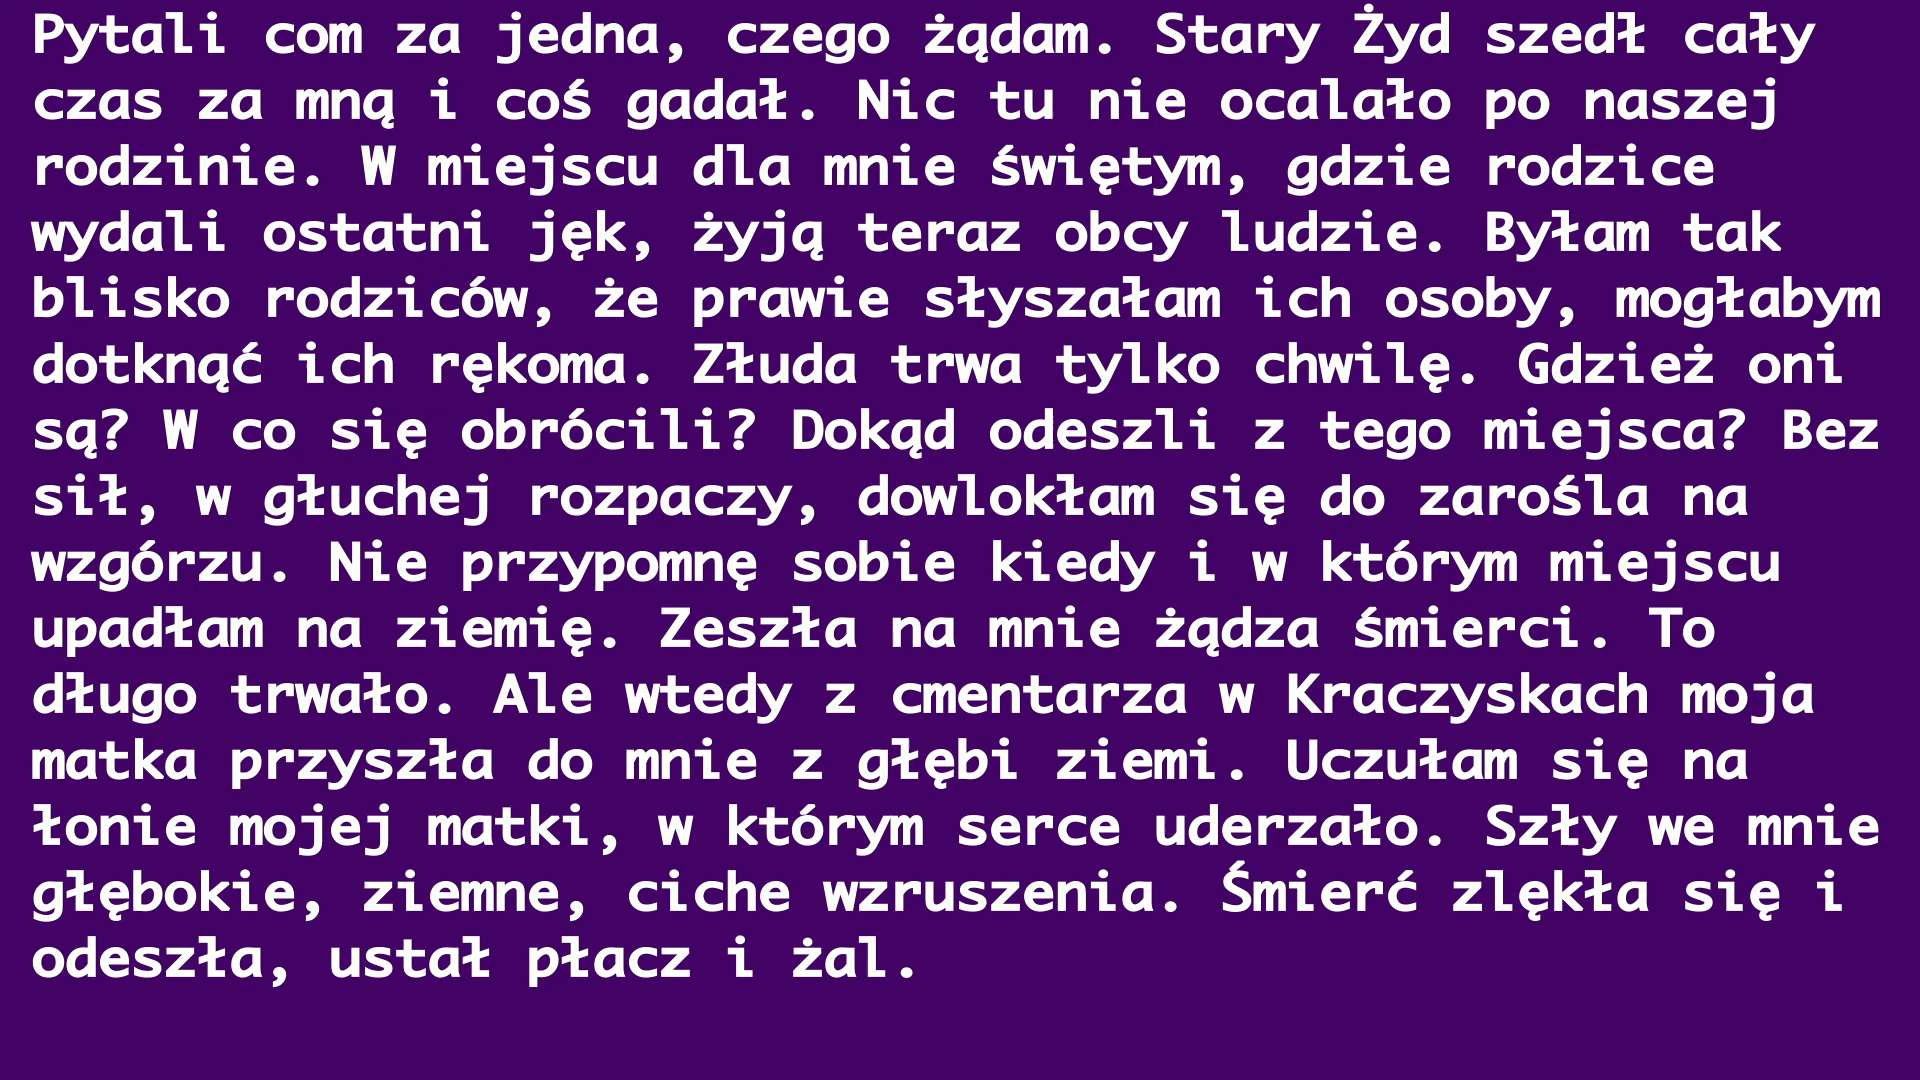 Pytali com za jedna, czego żądam. Stary Żyd szedł cały
czas za mną i coś gadał. Nic tu nie ocalało po naszej
rodzinie. W miejscu dla mnie świętym, gdzie rodzice
wydali ostatni jęk, żyją teraz obcy ludzie. Byłam tak
blisko rodziców, że prawie słyszałam ich osoby, mogłabym
dotknąć ich rękoma. Złuda trwa tylko chwilę. Gdzież oni
są? W co się obrócili? Dokąd odeszli z tego miejsca? Bez
sił, w głuchej rozpaczy, dowlokłam się do zarośla na
wzgórzu. Nie przypomnę sobie kiedy i w którym miejscu
upadłam na ziemię. Zeszła na mnie żądza śmierci. To
długo trwało. Ale wtedy z cmentarza w Kraczyskach moja
matka przyszła do mnie z głębi ziemi. Uczułam się na
łonie mojej matki, w którym serce uderzało. Szły we mnie
głębokie, ziemne, ciche wzruszenia. Śmierć zlękła się i
odeszła, ustał płacz i żal.